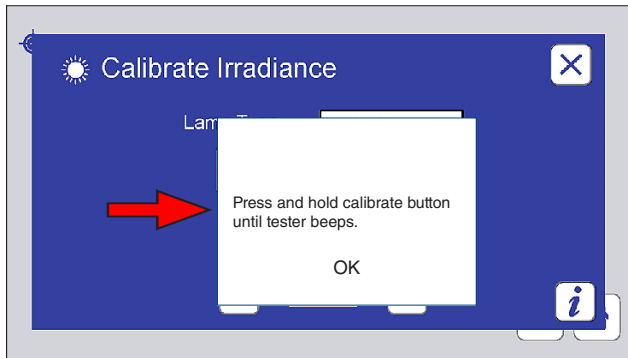 Calibrate Irradiance
Press and hold calibrate button
until tester beeps.
OK
i